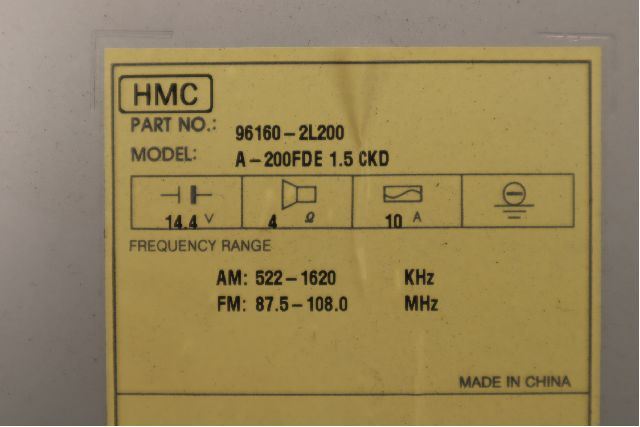 HMC
PART NO.: 96160-2L200
MODEL: A-200FDE 1.5 CKD
14.4 V 4 Ω 10 A
FREQUENCY RANGE
AM: 522-1620 KHz
FM: 87.5-108.0 MHz
MADE IN CHINA